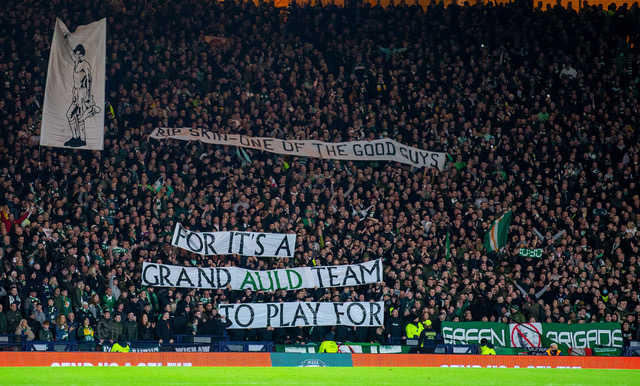 RIP SKIN-ONE OF THE GOOD GUYS
FOR IT'S A
GRAND AULD TEAM
TO PLAY FOR
GREEN BRIGADE